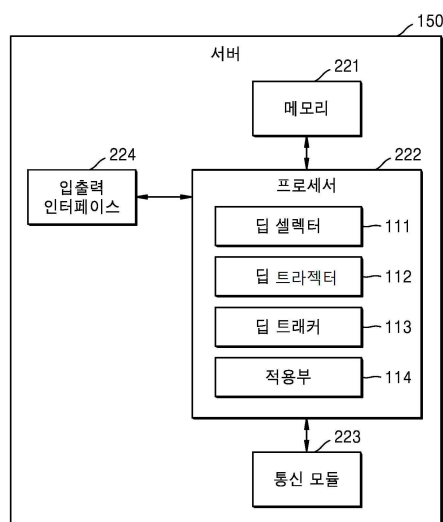 150
서버
221
메모리
224
입출력
인터페이스
222
프로세서
딥 셀렉터
111
딥 트라젝터
112
딥 트래커
113
적용부
114
223
통신 모듈